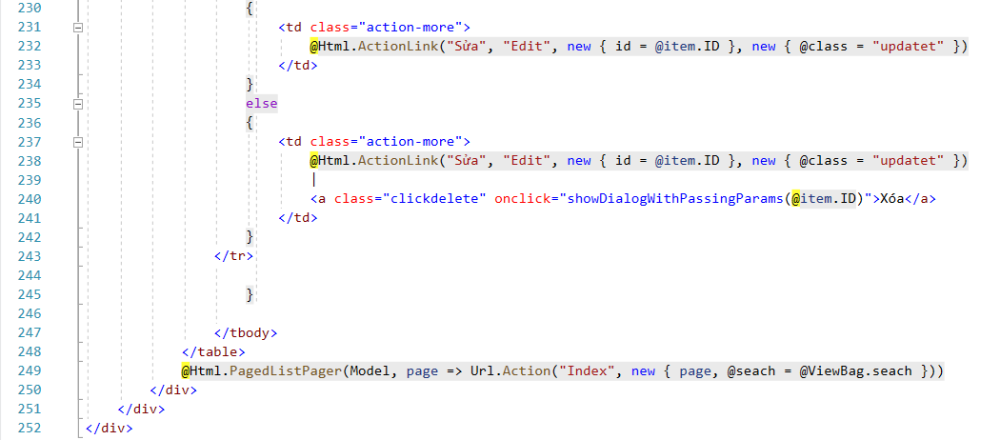 230 {
231 <td class="action-more">
232 @Html.ActionLink("Sửa", "Edit", new { id = @item.ID }, new { @class = "updatet" })
233 </td>
234 }
235 else
236 {
237 <td class="action-more">
238 @Html.ActionLink("Sửa", "Edit", new { id = @item.ID }, new { @class = "updatet" })
239 |
240 <a class="clickdelete" onclick="showDialogWithPassingParams(@item.ID)">Xóa</a>
241 </td>
242 }
243 </tr>
244
245 }
246
247 </tbody>
248 </table>
249 @Html.PagedListPager(Model, page => Url.Action("Index", new { page, @seach = @ViewBag.seach }))
250 </div>
251 </div>
252 </div>